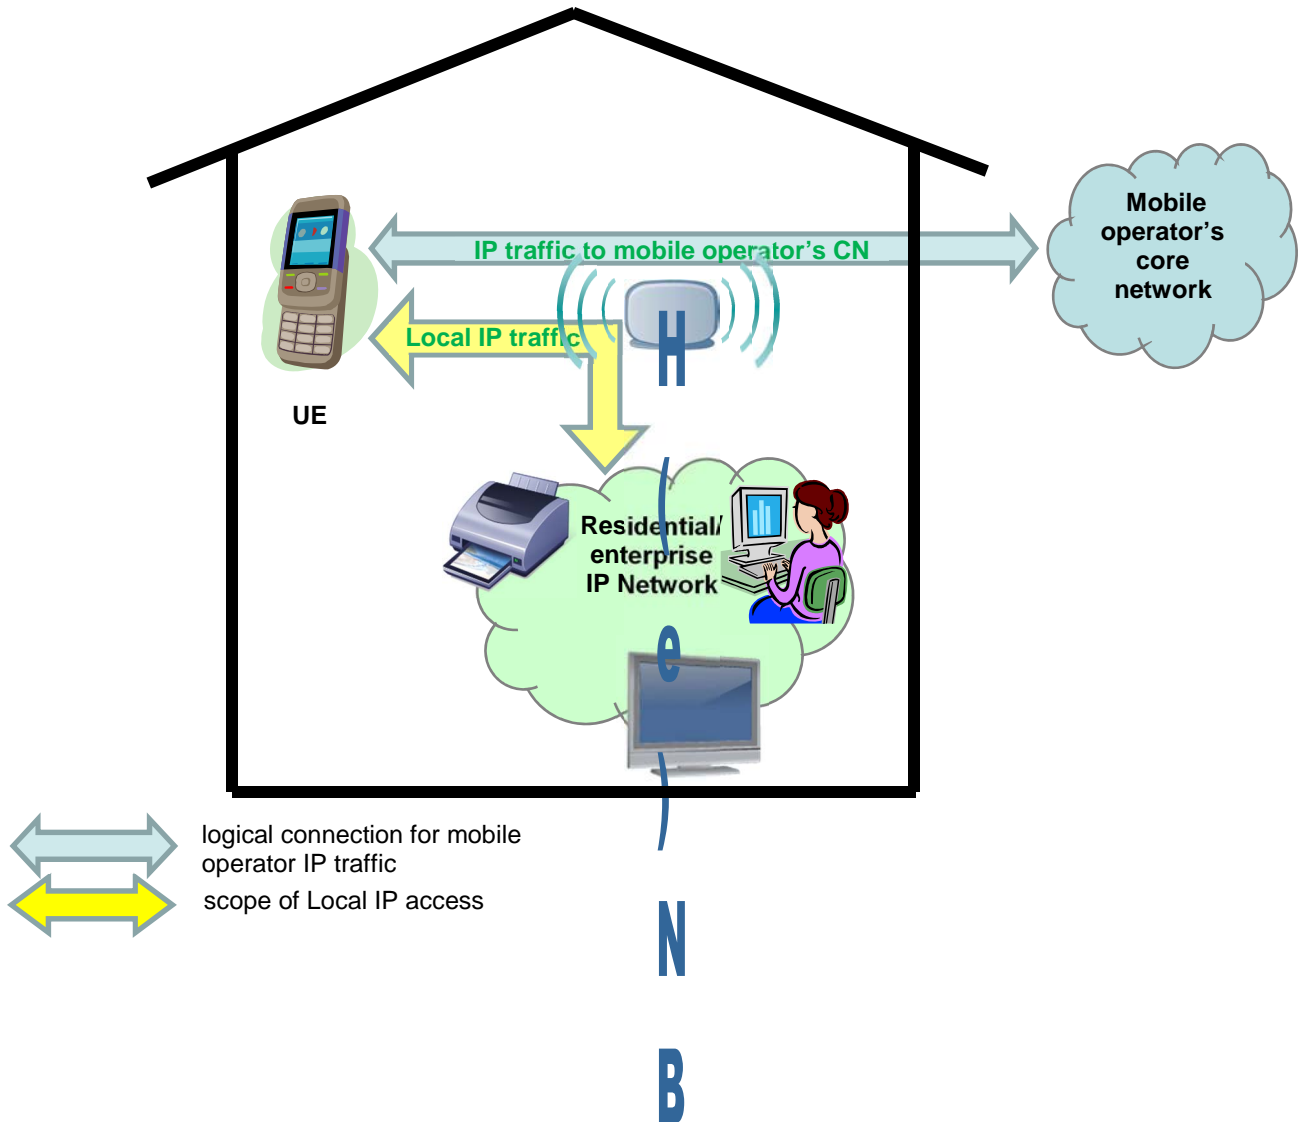 Mobile
operator's
core
network
IP traffic to mobile operator's CN
Local IP traffic
UE
H
(
e
)
N
B
Residential/
enterprise
IP Network
logical connection for mobile
operator IP traffic
scope of Local IP access